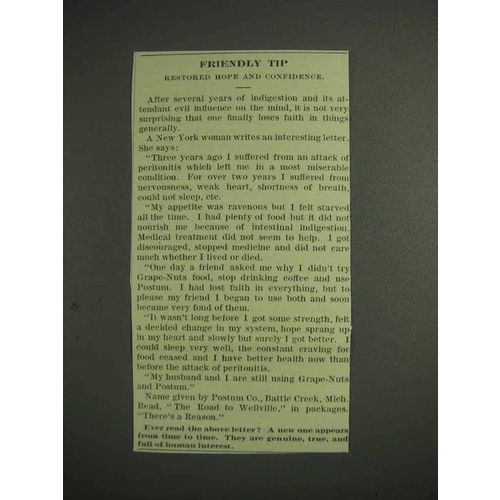 FRIENDLY TIP
RESTORED HOPE AND CONFIDENCE.
After several years of indigestion and its at-
tendant evil influence on the mind, it is not very
surprising that one finally loses faith in things
generally.
A New York woman writes an interesting letter.
She says:
"Three years ago I suffered from an attack of
peritonitis which left me in a most miserable
condition. For over two years I suffered from
nervousness, weak heart, shortness of breath,
could not sleep, etc.
"My appetite was ravenous but I felt starved
all the time. I had plenty of food but it did not
nourish me because of intestinal indigestion.
Medical treatment did not seem to help. I got
discouraged, stopped medicine and did not care
much whether I lived or died.
"One day a friend asked me why I didn't try
Grape-Nuts food, stop drinking coffee and use
Postum. I had lost faith in everything, but to
please my friend I began to use both and soon
became very fond of them.
"It wasn't long before I got some strength, felt
a decided change in my system, hope sprang up
in my heart and slowly but surely I got better. I
could sleep very well, the constant craving for
food ceased and I have better health now than
before the attack of peritonitis.
"My husband and I are still using Grape-Nuts
and Postum."
Name given by Postum Co., Battle Creek, Mich.
Read, "The Road to Wellville," in packages.
"There's a Reason."
Ever read the above letter? A new one appears
from time to time. They are genuine, true, and
full of human interest.